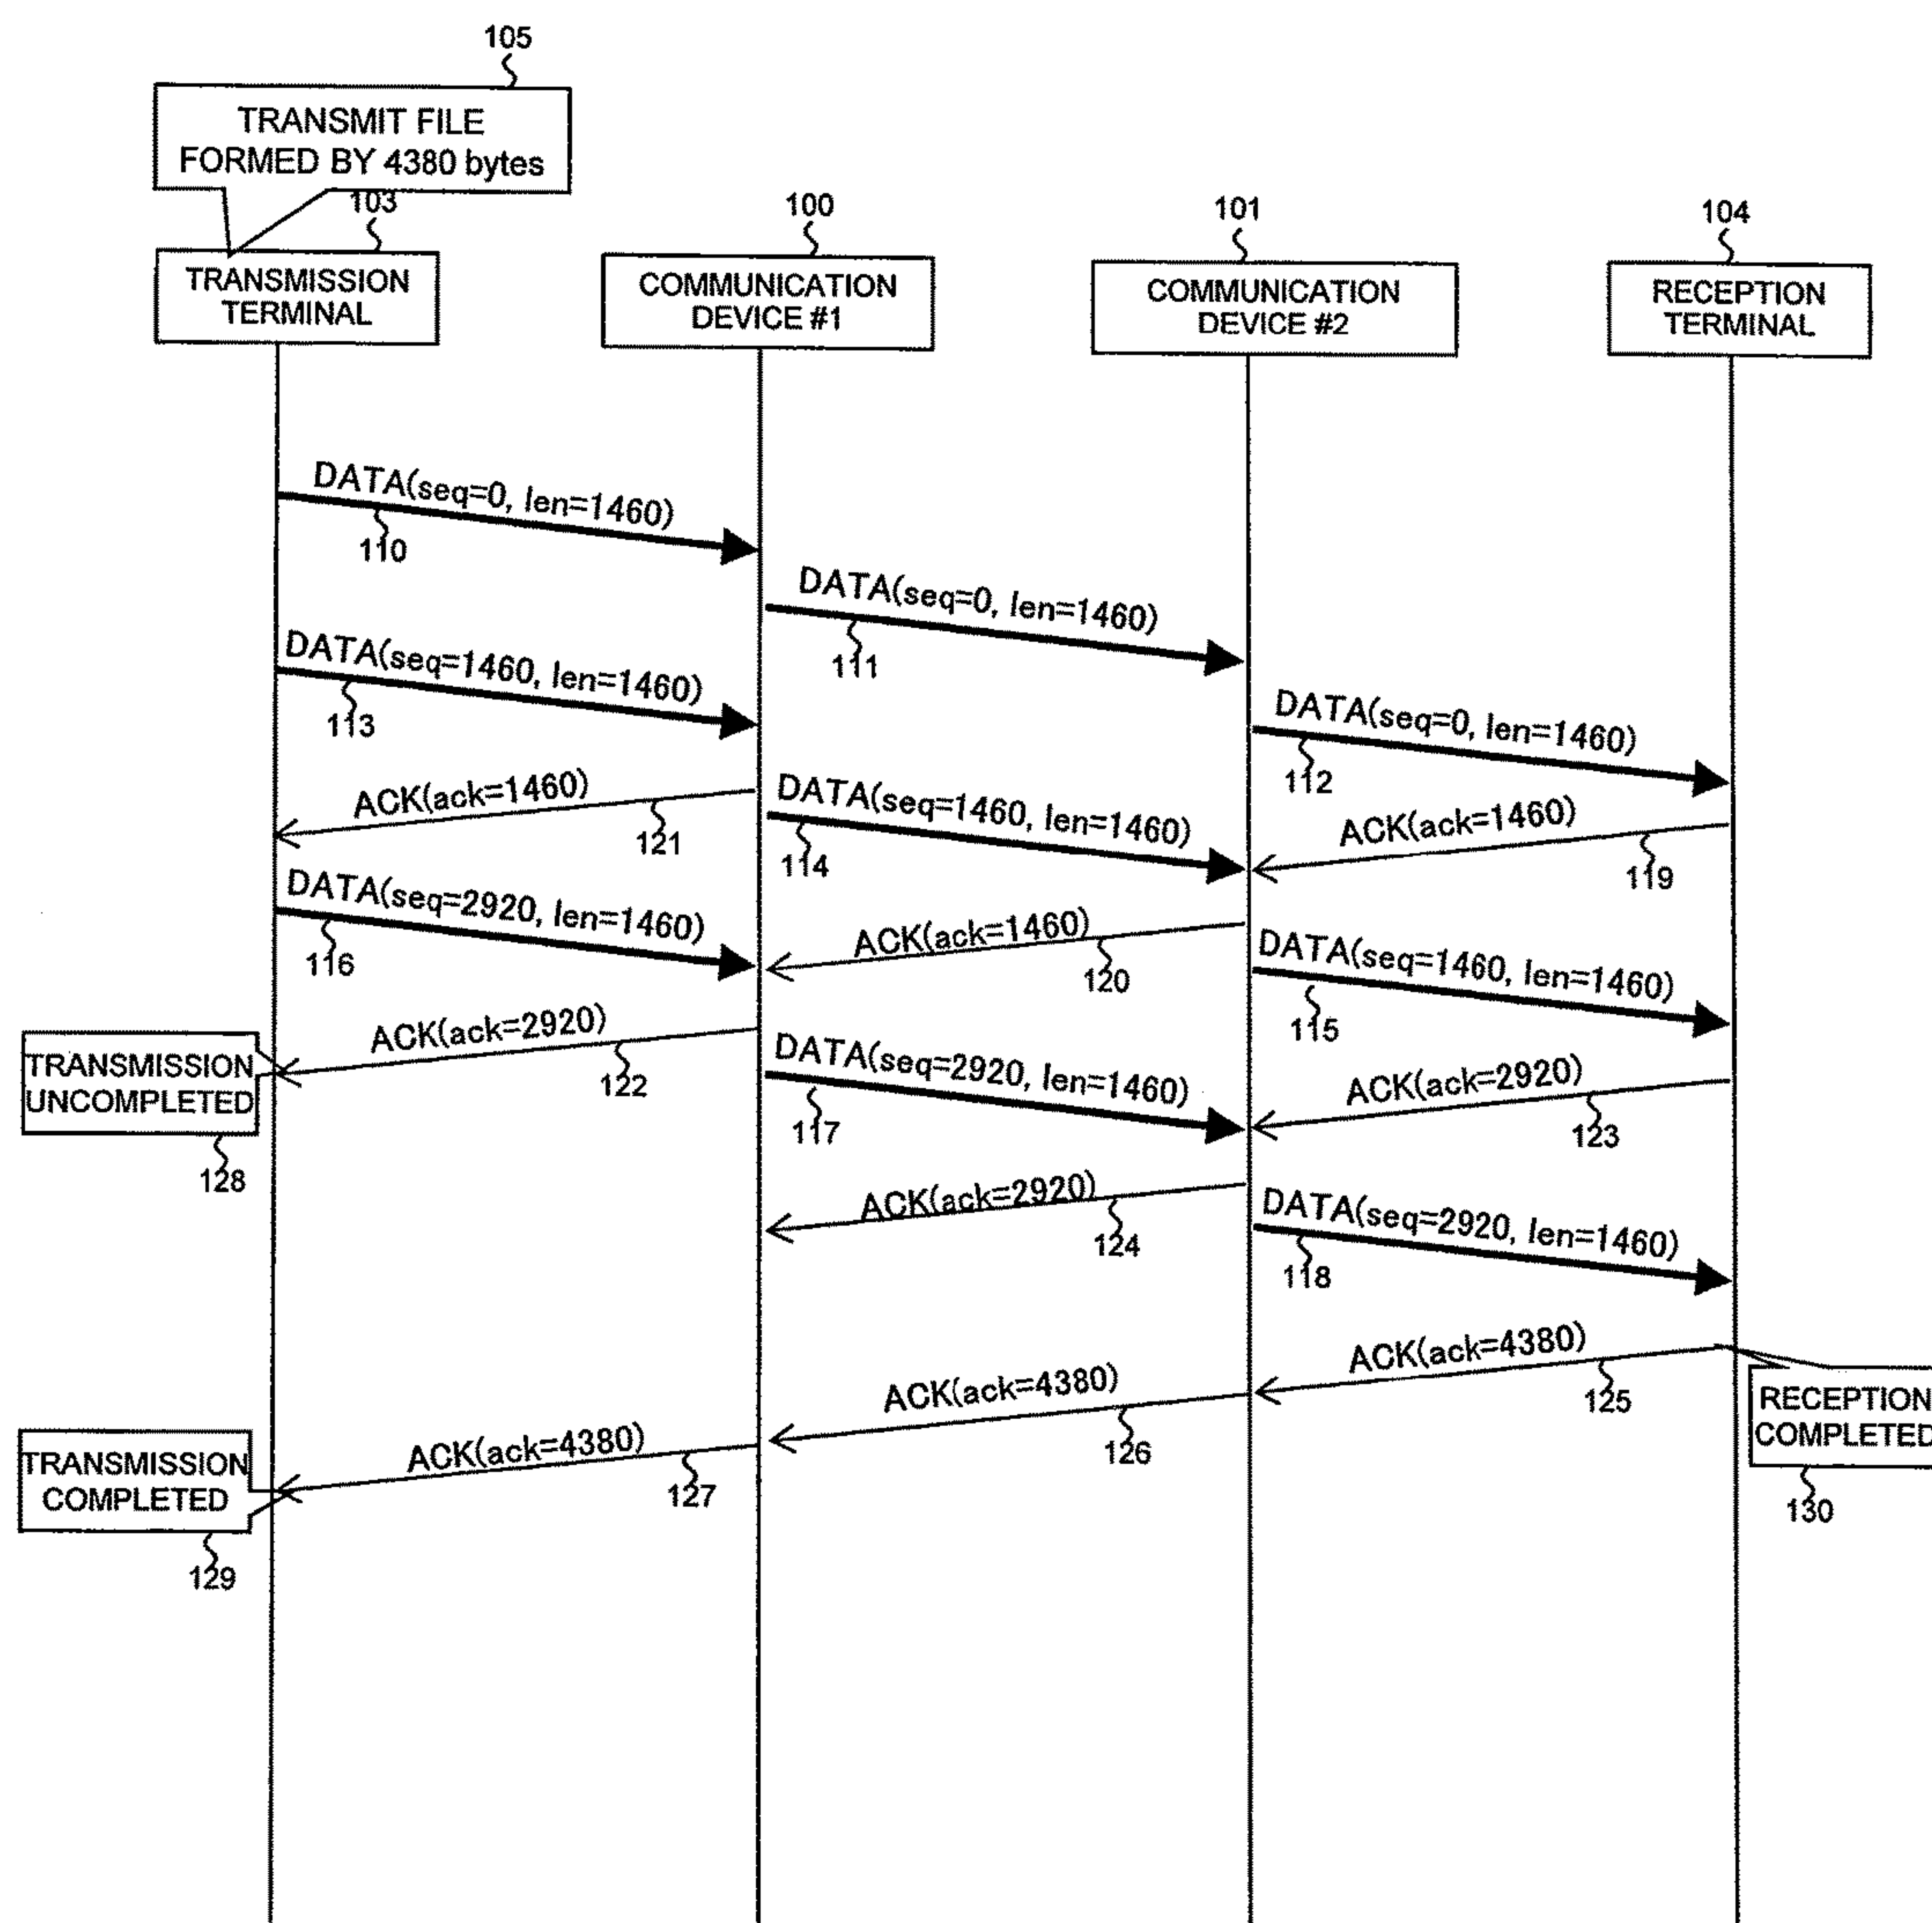 105
TRANSMIT FILE
FORMED BY 4380 bytes
103
100
101
104
TRANSMISSION
TERMINAL
COMMUNICATION
DEVICE #1
COMMUNICATION
DEVICE #2
RECEPTION
TERMINAL
DATA(seq=0, len=1460)
110
DATA(seq=0, len=1460)
111
DATA(seq=1460, len=1460)
113
DATA(seq=0, len=1460)
112
ACK(ack=1460)
121
DATA(seq=1460, len=1460)
114
ACK(ack=1460)
119
DATA(seq=2920, len=1460)
116
ACK(ack=1460)
120
DATA(seq=1460, len=1460)
115
ACK(ack=2920)
122
TRANSMISSION
UNCOMPLETED
128
DATA(seq=2920, len=1460)
117
ACK(ack=2920)
123
ACK(ack=2920)
124
DATA(seq=2920, len=1460)
118
ACK(ack=4380)
125
RECEPTION
COMPLETED
130
ACK(ack=4380)
126
ACK(ack=4380)
127
TRANSMISSION
COMPLETED
129